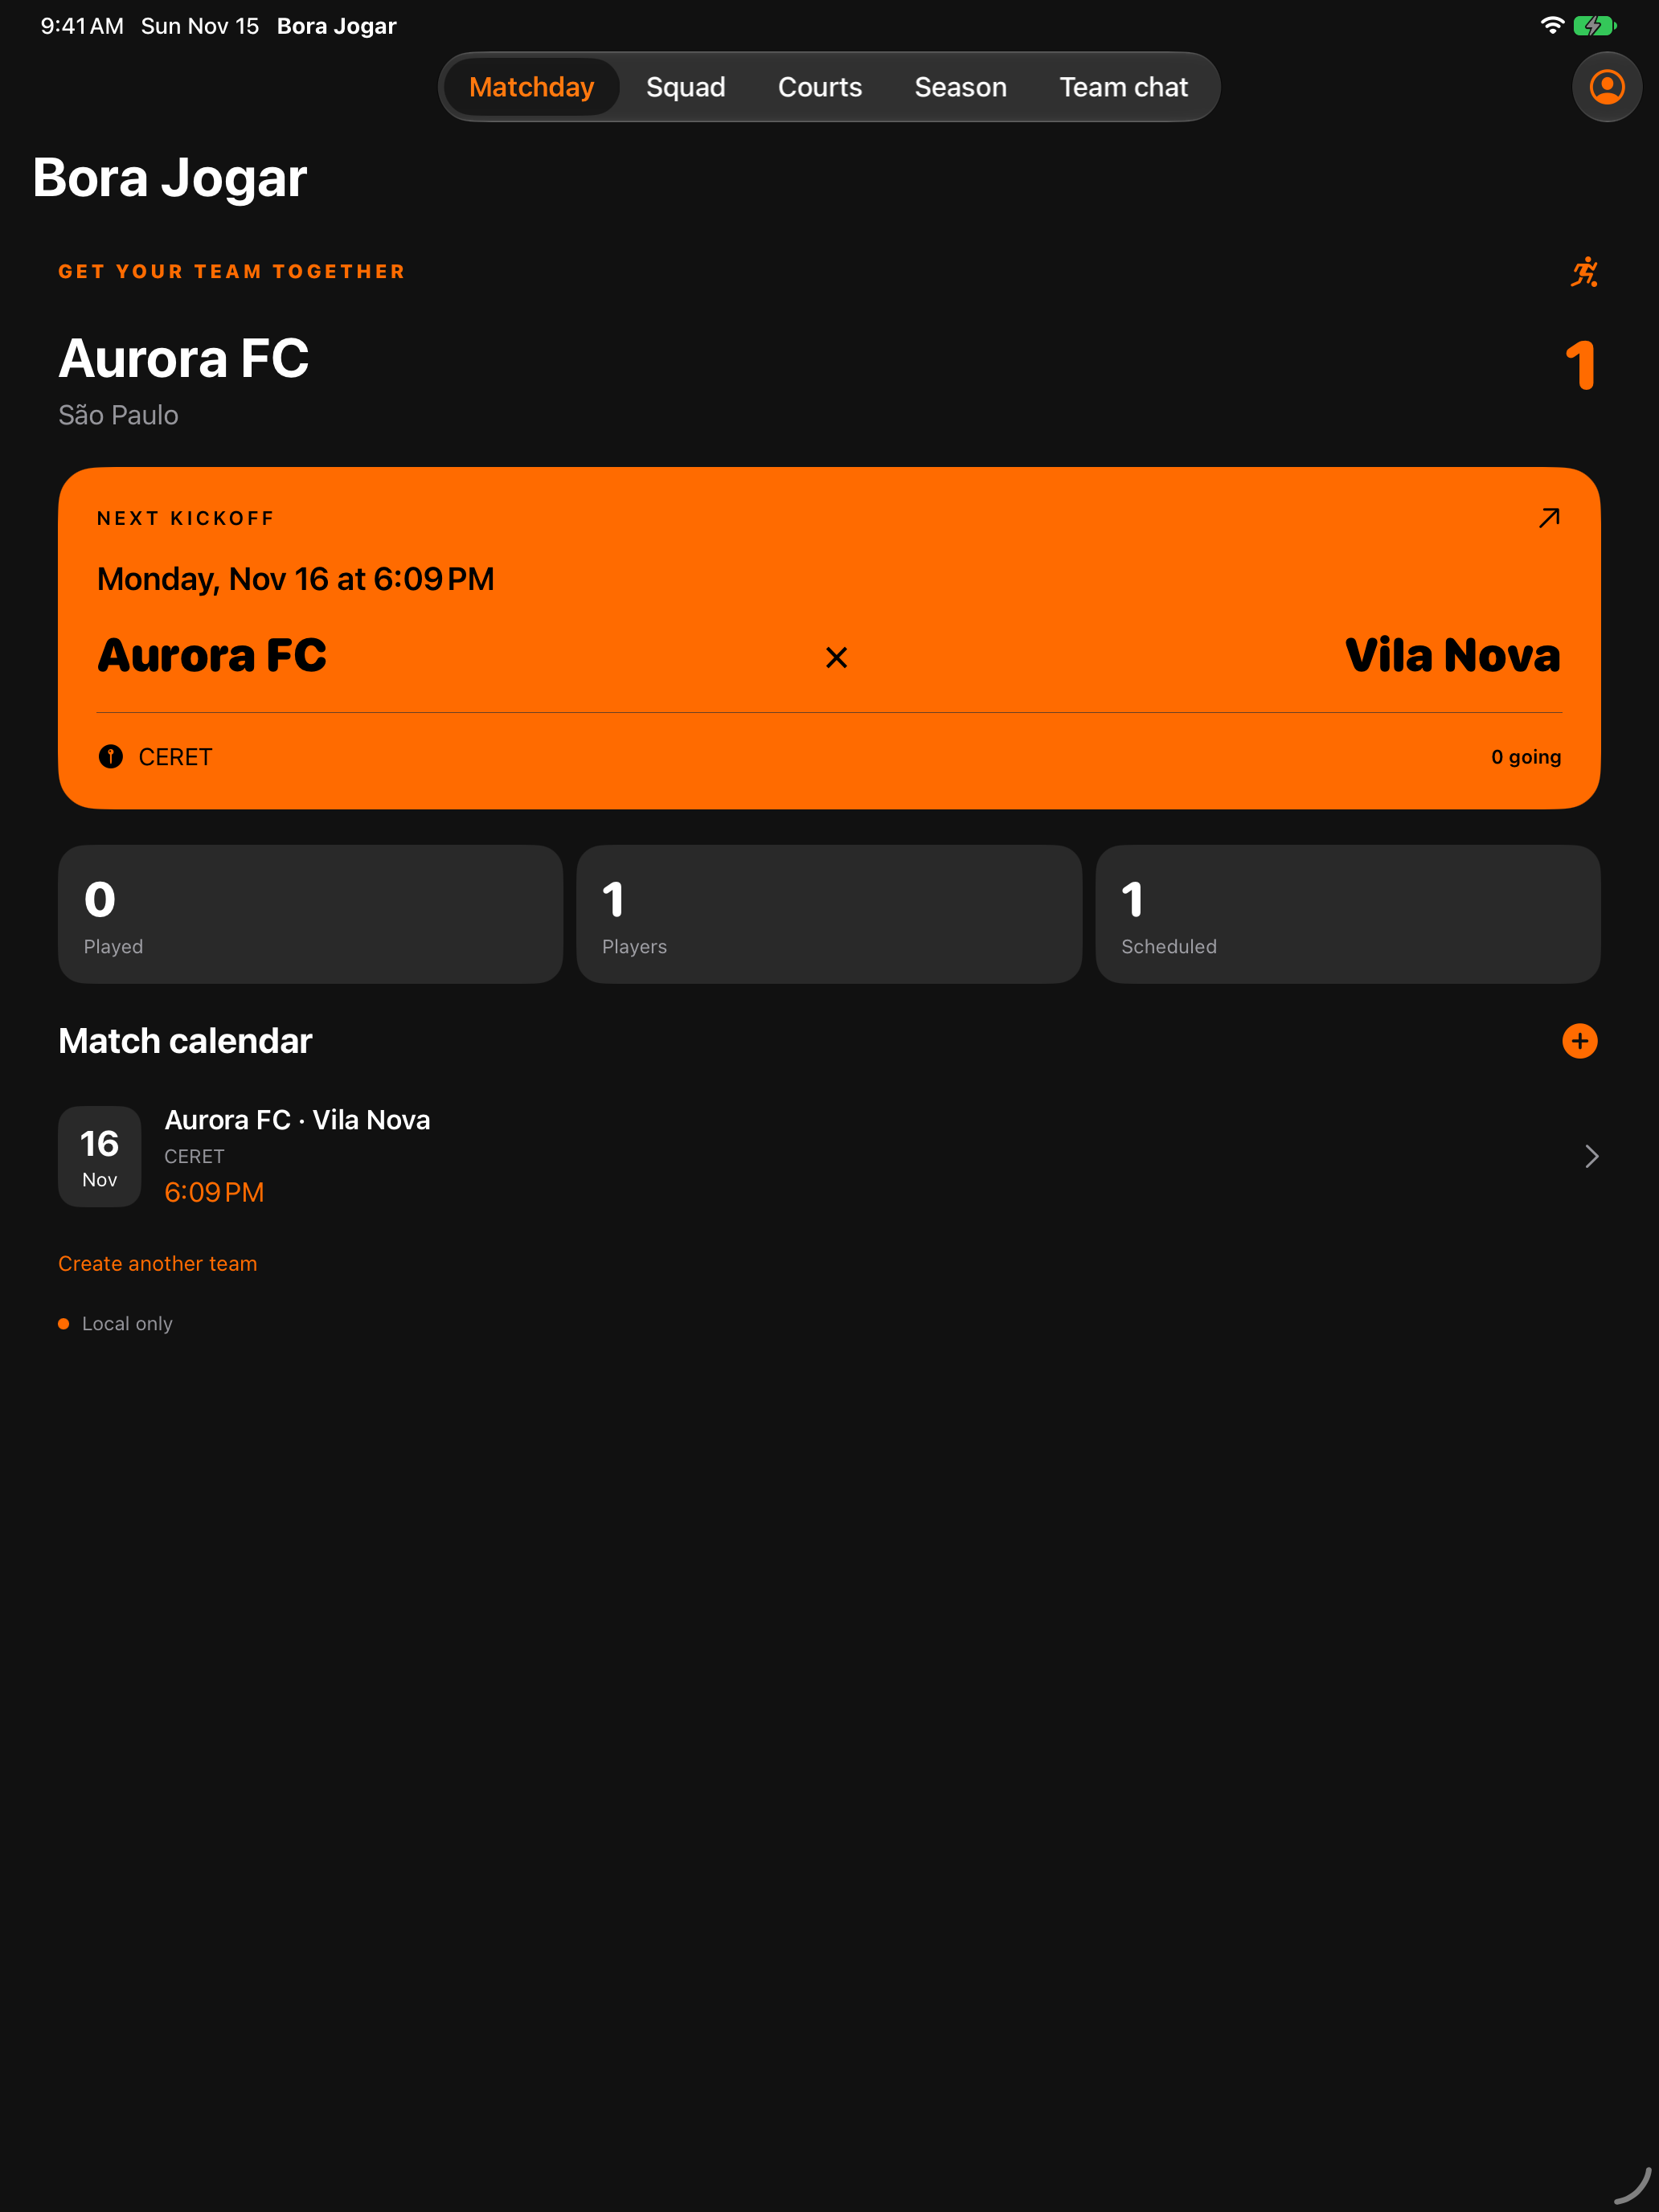 9:41 AM Sun Nov 15 Bora Jogar
Matchday Squad Courts Season Team chat
Bora Jogar
GET YOUR TEAM TOGETHER
Aurora FC 1
São Paulo
NEXT KICKOFF
Monday, Nov 16 at 6:09 PM
Aurora FC × Vila Nova
CERET 0 going
0 1 1
Played Players Scheduled
Match calendar
16 Nov
Aurora FC · Vila Nova
CERET
6:09 PM
Create another team
Local only